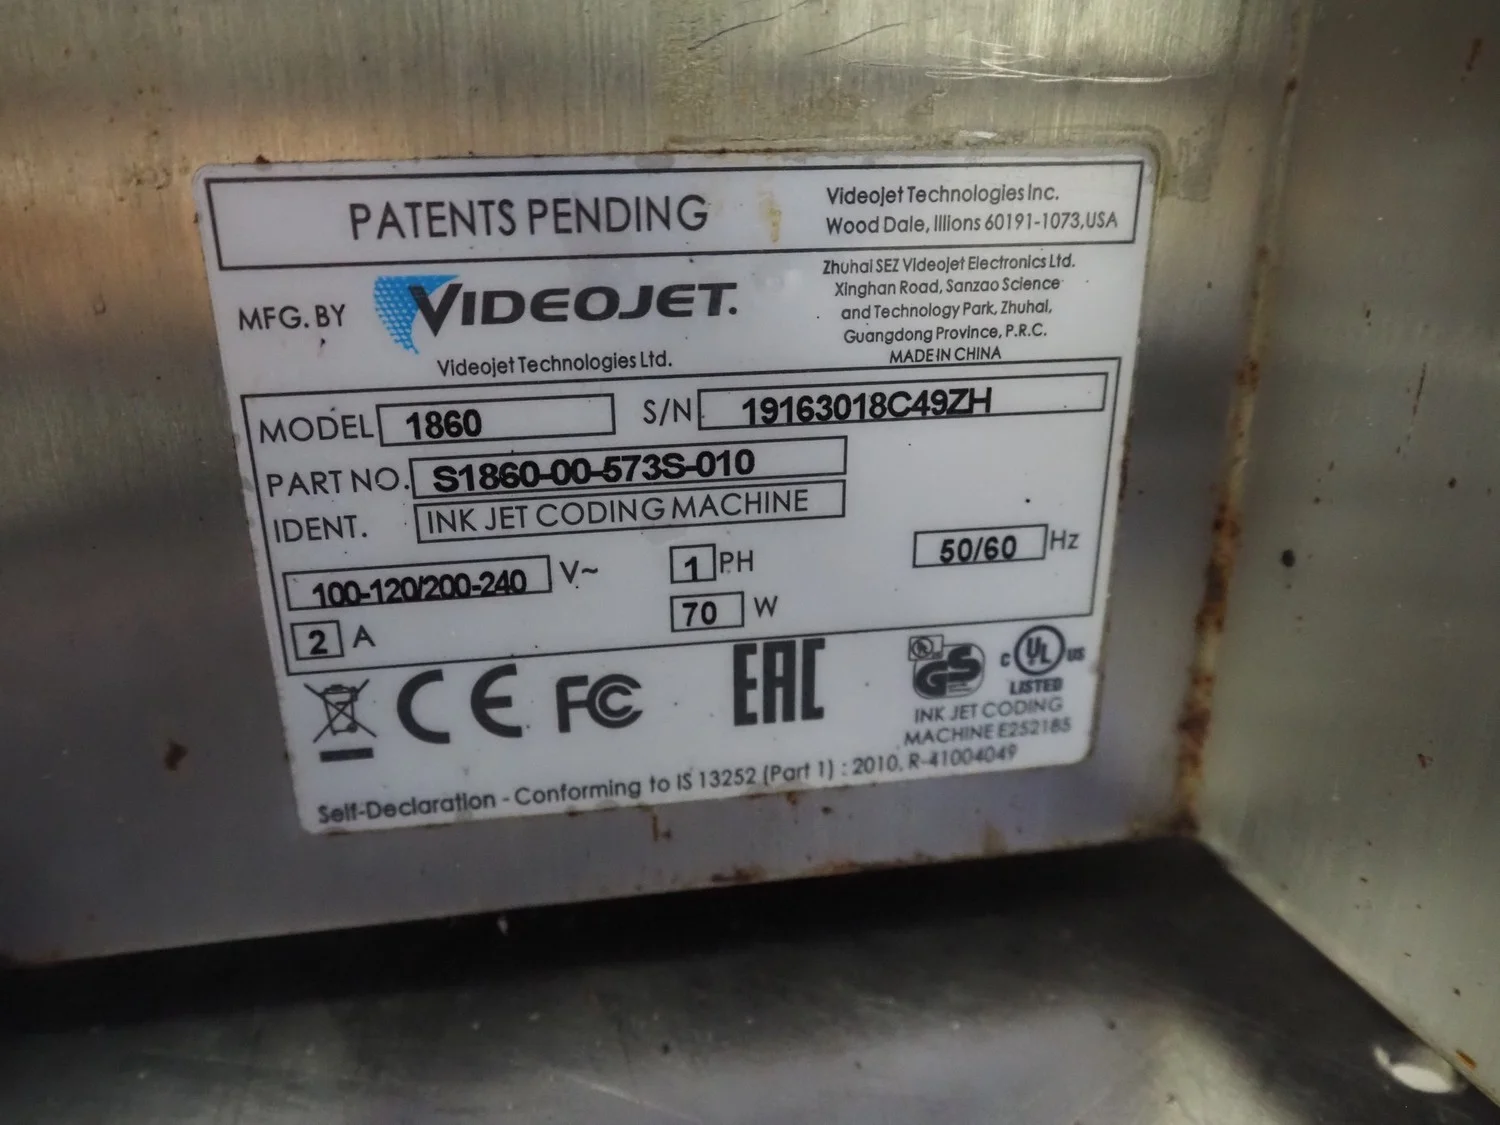 PATENTS PENDING
Videojet Technologies Inc.
Wood Dale, Illions 60191-1073,USA
MFG. BY
VIDEOJET.
Videojet Technologies Ltd.
Zhuhai SEZ Videojet Electronics Ltd.
Xinghan Road, Sanzao Science
and Technology Park, Zhuhai,
Guangdong Province, P.R.C.
MADE IN CHINA
MODEL 1860 S/N 19163018C49ZH
PART NO. S1860-00-573S-010
IDENT. INK JET CODING MACHINE
100-120/200-240 V~ 1 PH 50/60 Hz
2 A 70 W
CE FC EAC
UL GS
C UL US
LISTED
INK JET CODING
MACHINE E252185
Self-Declaration - Conforming to IS 13252 (Part 1) : 2010, R-41004049